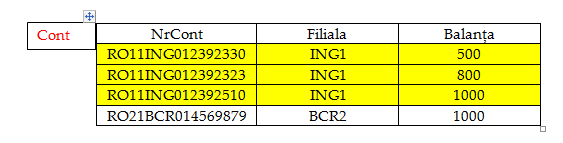 Cont NrCont Filiala Balanța
RO11ING012392330 ING1 500
RO11ING012392323 ING1 800
RO11ING012392510 ING1 1000
RO21BCR014569879 BCR2 1000